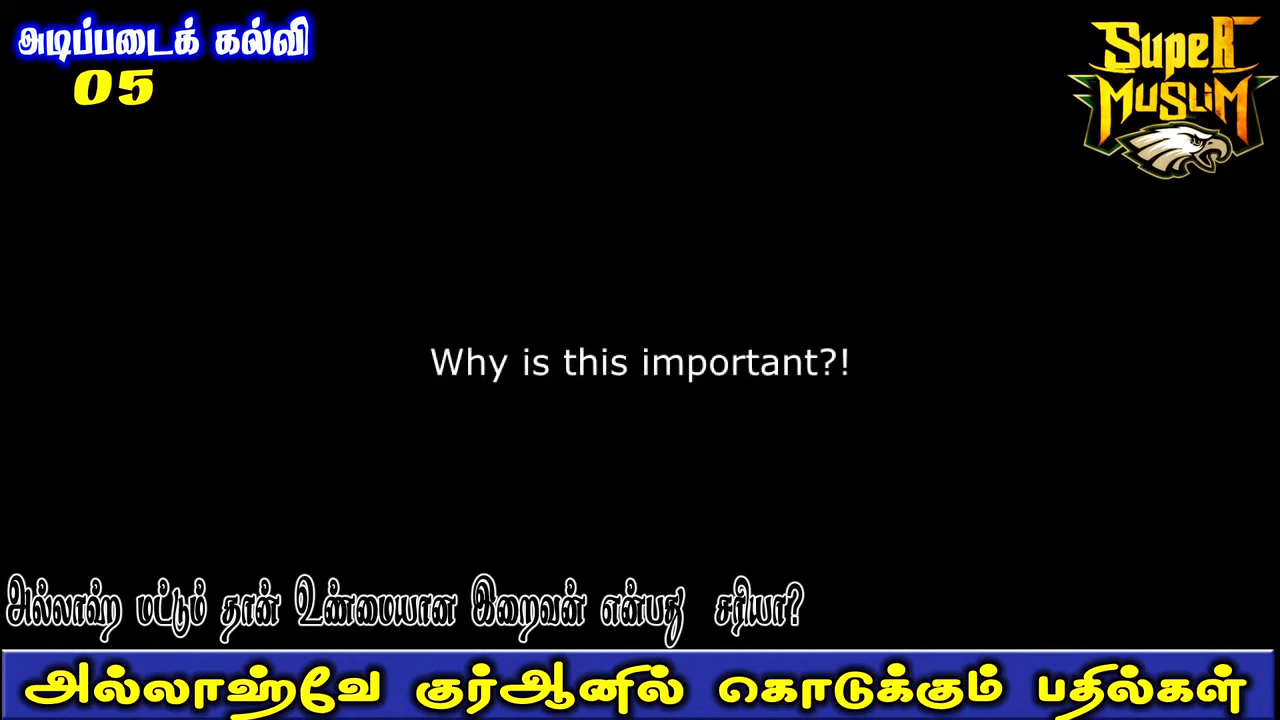 அடிப்படைக் கல்வி
05
SUPER
MUSLIM
Why is this important?!
அல்லாஹ் மட்டும் தான் உண்மையான இறைவன் என்பது சரியா?
அல்லாஹ்வே குர்ஆனில் கொடுக்கும் பதில்கள்